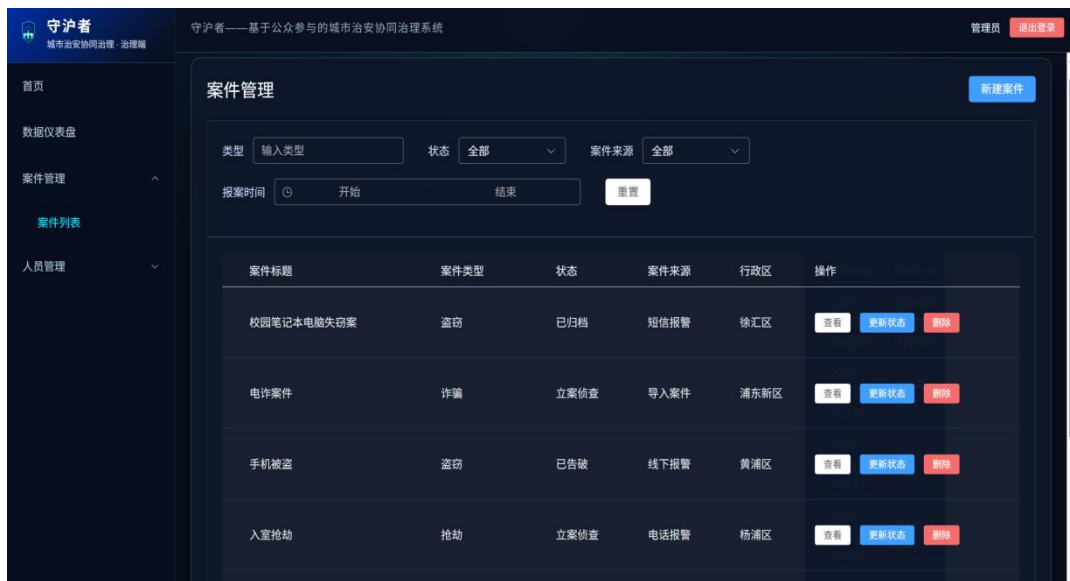 守沪者
城市治安协同治理·治理端
守沪者——基于公众参与的城市治安协同治理系统
管理员 退出登录
首页
数据仪表盘
案件管理
案件列表
人员管理
案件管理 新建案件
类型 输入类型 状态 全部 案件来源 全部
报案时间 开始 - 结束 重置
案件标题 案件类型 状态 案件来源 行政区 操作
校园笔记本电脑失窃案 盗窃 已归档 短信报警 徐汇区 查看 更新状态 删除
电诈案件 诈骗 立案侦查 导入案件 浦东新区 查看 更新状态 删除
手机被盗 盗窃 已告破 线下报警 黄浦区 查看 更新状态 删除
入室抢劫 抢劫 立案侦查 电话报警 杨浦区 查看 更新状态 删除